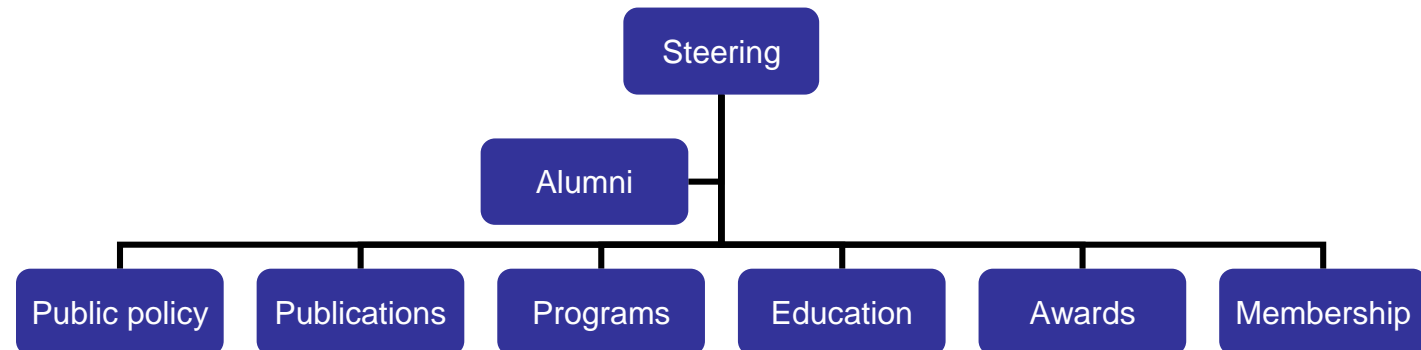 Steering
Alumni
Public policy
Publications
Programs
Education
Awards
Membership